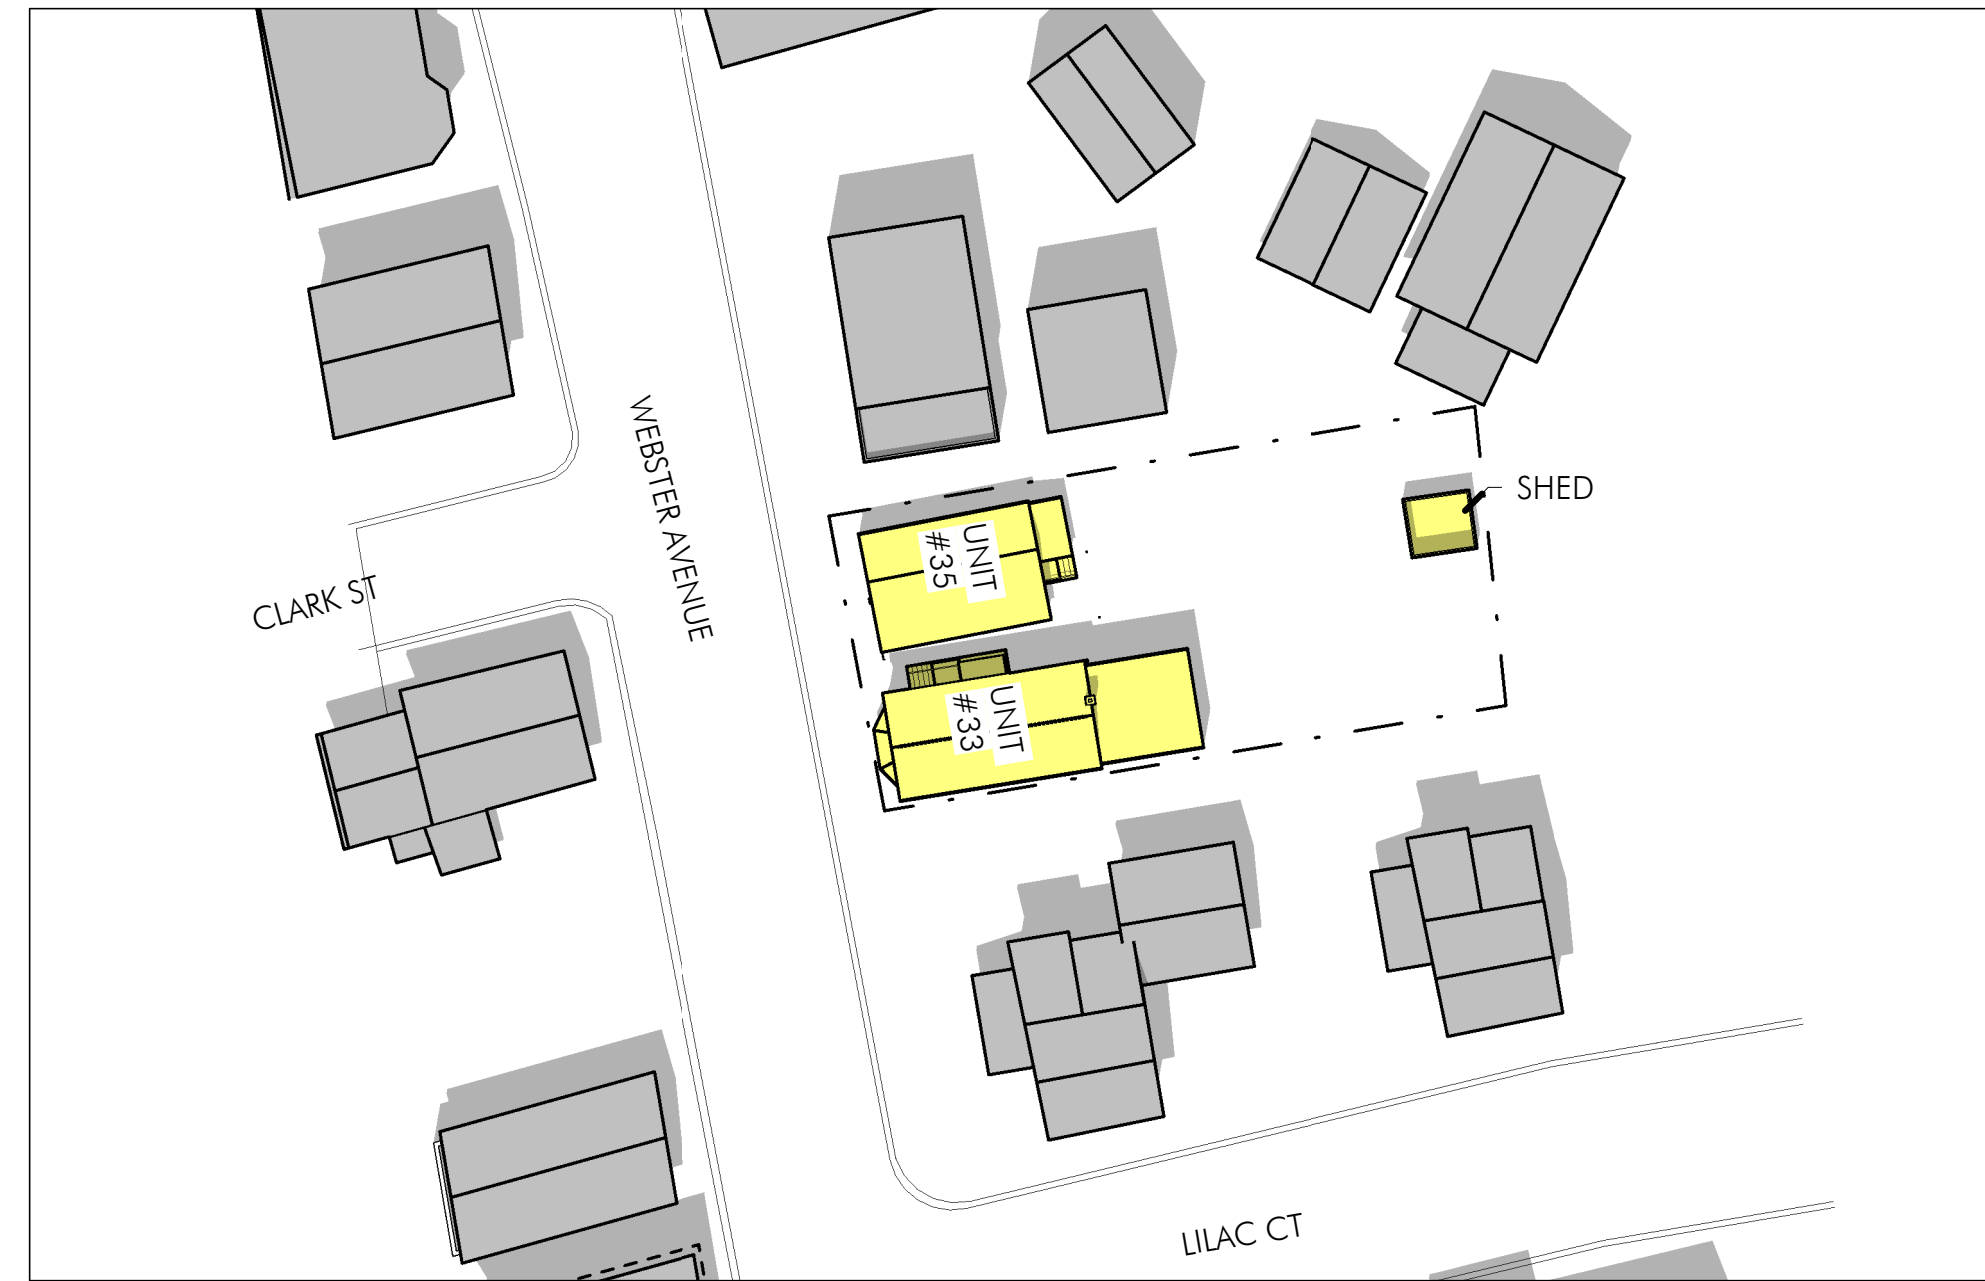 WEBSTER AVENUE
SHED
UNIT
#35
CLARK ST
UNIT
#33
LILAC CT